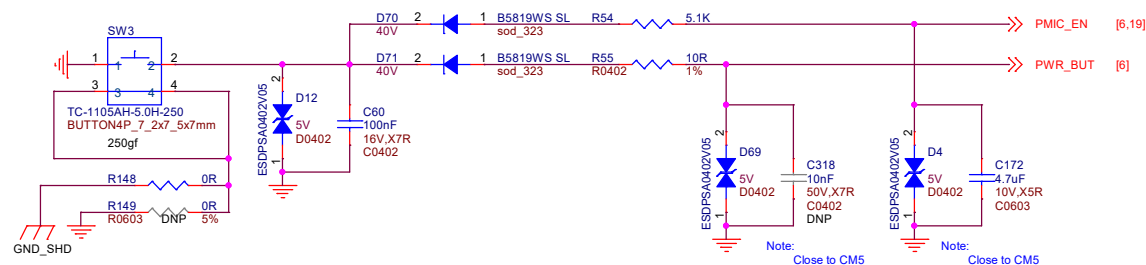 D70 2 1 B5819WS SL R54 5.1K PMIC_EN [6,19]
40V sod_323
SW3
1 2 D71 2 1 B5819WS SL R55 10R PWR_BUT [6]
1 2 40V sod_323 R0402 1%
3 4
3 4
TC-1105AH-5.0H-250
BUTTON4P_7_2x7_5x7mm
250gf
ESDPSA0402V05
2
D12
5V
D0402
1
C60
100nF
16V,X7R
C0402
ESDPSA0402V05
2
D69
5V
D0402
1
C318
10nF
50V,X7R
C0402
DNP
ESDPSA0402V05
2
D4
5V
D0402
1
C172
4.7uF
10V,X5R
C0603
R148 0R
R149 0R
R0603 DNP 5%
GND_SHD
Note:
Close to CM5
Note:
Close to CM5